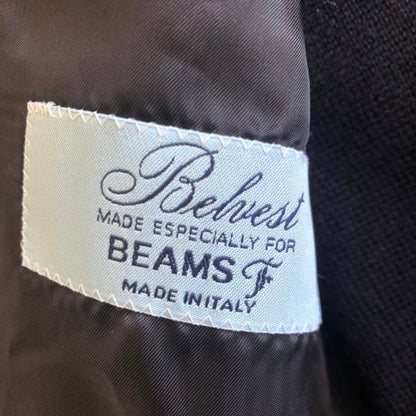 Belvest
MADE ESPECIALLY FOR
BEAMS F
MADE IN ITALY